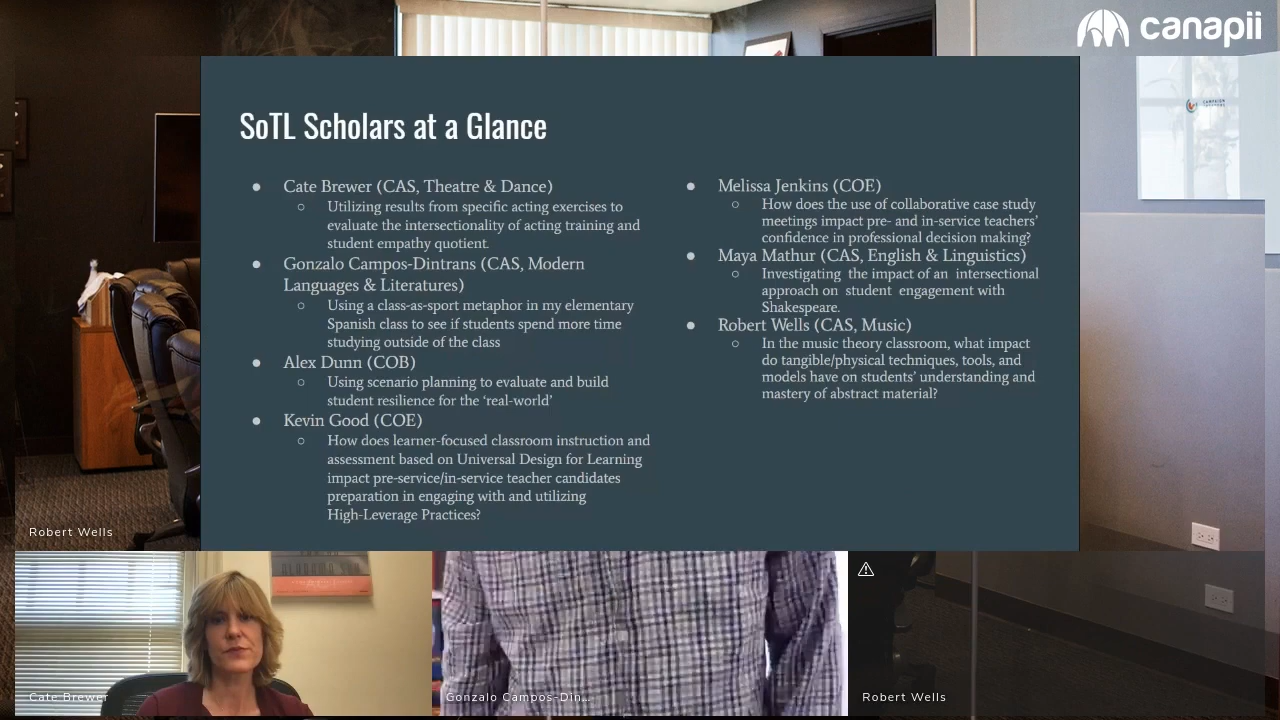 canapii
CAMPAIGN
SoTL Scholars at a Glance
● Cate Brewer (CAS, Theatre & Dance)
○ Utilizing results from specific acting exercises to
evaluate the intersectionality of acting training and
student empathy quotient.
● Gonzalo Campos-Dintrans (CAS, Modern
Languages & Literatures)
○ Using a class-as-sport metaphor in my elementary
Spanish class to see if students spend more time
studying outside of the class
● Alex Dunn (COB)
○ Using scenario planning to evaluate and build
student resilience for the ‘real-world’
● Kevin Good (COE)
○ How does learner-focused classroom instruction and
assessment based on Universal Design for Learning
impact pre-service/in-service teacher candidates
preparation in engaging with and utilizing
High-Leverage Practices?
● Melissa Jenkins (COE)
○ How does the use of collaborative case study
meetings impact pre- and in-service teachers’
confidence in professional decision making?
● Maya Mathur (CAS, English & Linguistics)
○ Investigating the impact of an intersectional
approach on student engagement with
Shakespeare.
● Robert Wells (CAS, Music)
○ In the music theory classroom, what impact
do tangible/physical techniques, tools, and
models have on students’ understanding and
mastery of abstract material?
Robert Wells
Cate Brewer
Gonzalo Campos-Din...
Robert Wells